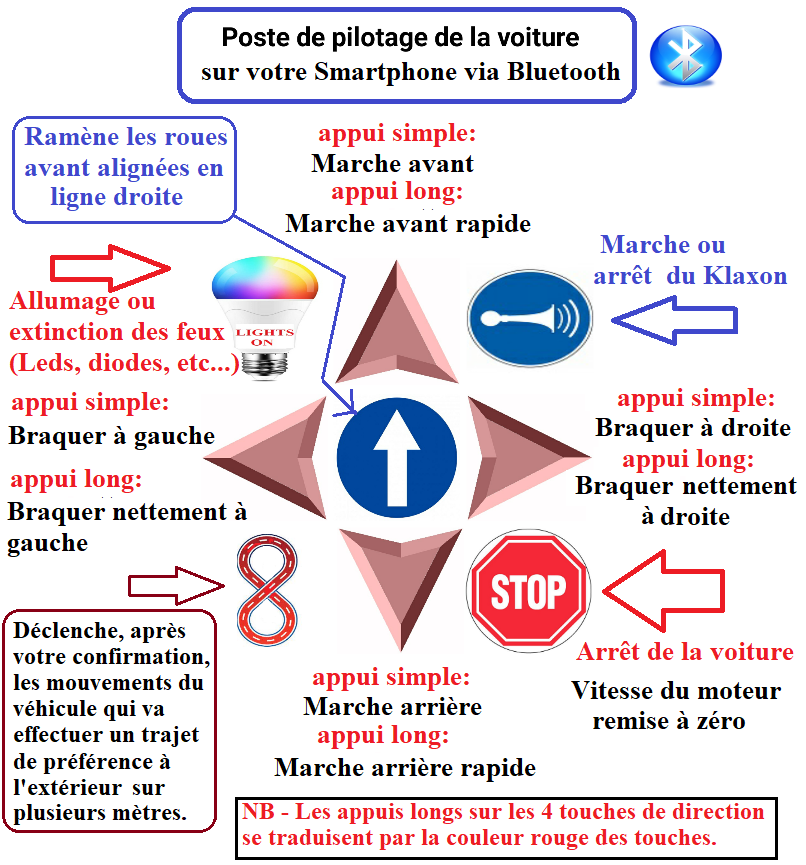 Poste de pilotage de la voiture
sur votre Smartphone via Bluetooth
Ramène les roues
avant alignées en
ligne droite
appui simple:
Marche avant
appui long:
Marche avant rapide
Marche ou
arrêt du Klaxon
Allumage ou
extinction des feux
(Leds, diodes, etc...)
LIGHTS
ON
appui simple:
Braquer à gauche
appui long:
Braquer nettement à
gauche
appui simple:
Braquer à droite
appui long:
Braquer nettement
à droite
STOP
Déclenche, après
votre confirmation,
les mouvements du
véhicule qui va
effectuer un trajet
de préférence à
l'extérieur sur
plusieurs mètres.
appui simple:
Marche arrière
appui long:
Marche arrière rapide
Arrêt de la voiture
Vitesse du moteur
remise à zéro
NB - Les appuis longs sur les 4 touches de direction
se traduisent par la couleur rouge des touches.